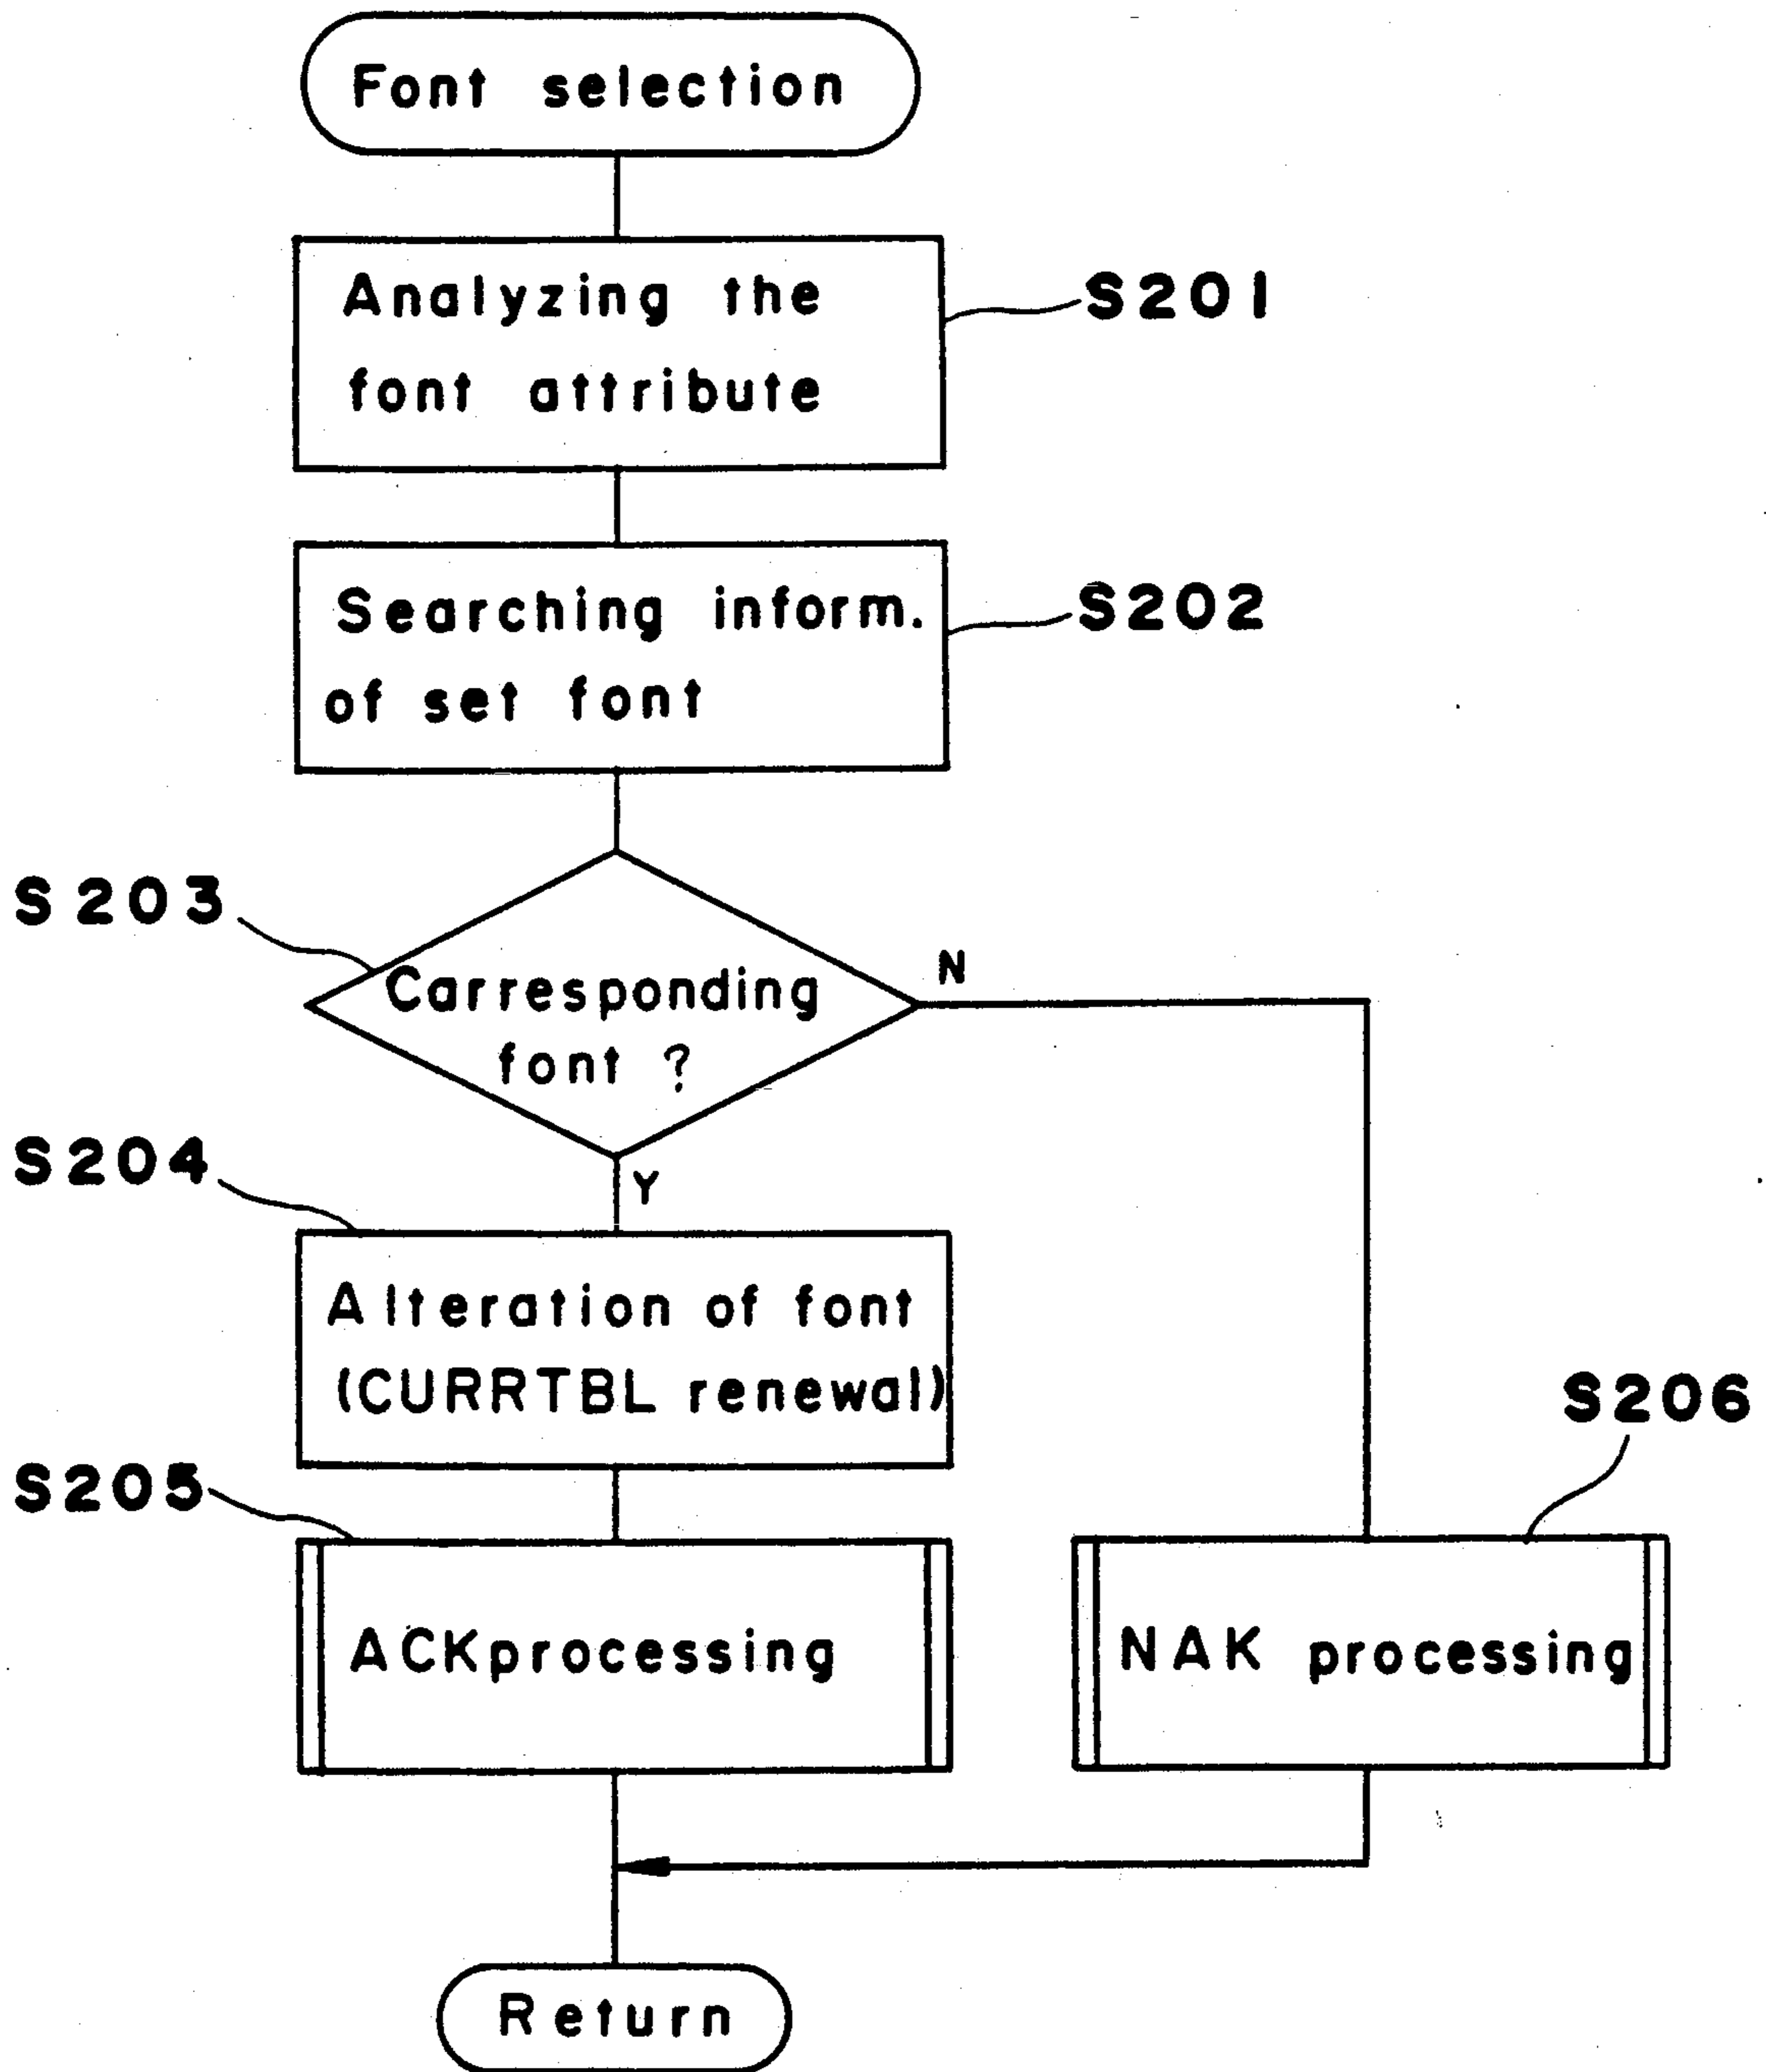 Font selection
Analyzing the
font attribute
S201
Searching inform.
of set font
S202
S203
Carresponding
font ?
N
Y
S204
Alteration of font
(CURRTBL renewal)
S205
ACKprocessing
S206
NAK processing
Return